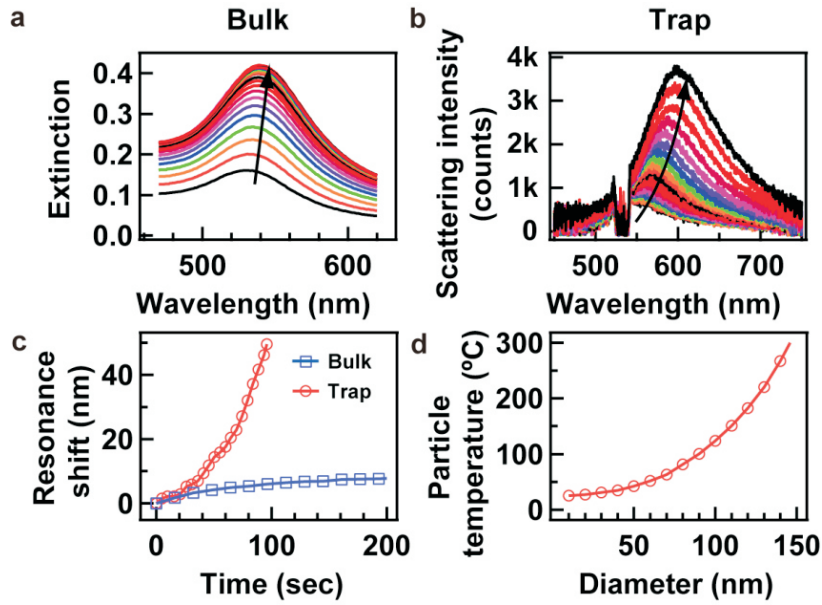 a
Bulk
Extinction
0.4
0.3
0.2
0.1
0.0
500
600
Wavelength (nm)
b
Trap
Scattering intensity
(counts)
4k
3k
2k
1k
0
500
600
700
Wavelength (nm)
c
Resonance
shift (nm)
40
20
0
Bulk
Trap
0
100
200
Time (sec)
d
Particle
temperature (ºC)
300
200
100
0
50
100
150
Diameter (nm)